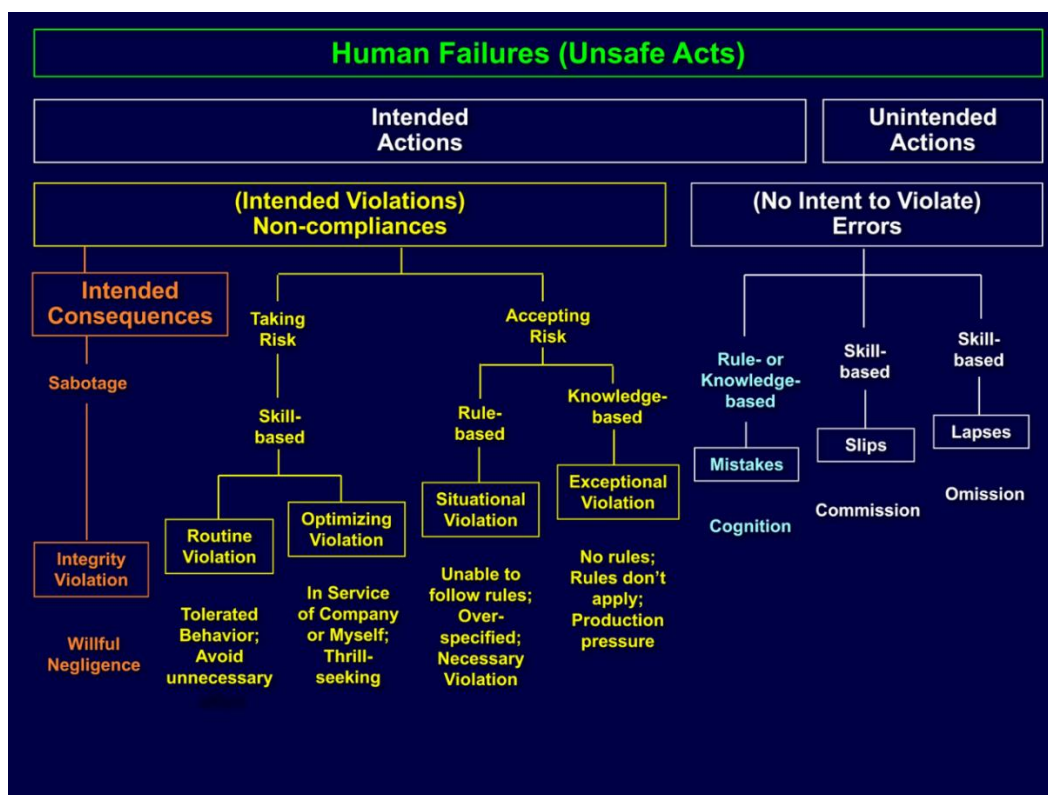 Human Failures (Unsafe Acts)
Intended
Actions
Unintended
Actions
(Intended Violations)
Non-compliances
(No Intent to Violate)
Errors
Intended
Consequences
Sabotage
Integrity
Violation
Willful
Negligence
Taking
Risk
Skill-
based
Routine
Violation
Tolerated
Behavior;
Avoid
unnecessary
Optimizing
Violation
In Service
of Company
or Myself;
Thrill-
seeking
Accepting
Risk
Rule-
based
Situational
Violation
Unable to
follow rules;
Over-
specified;
Necessary
Violation
Knowledge-
based
Exceptional
Violation
No rules;
Rules don't
apply;
Production
pressure
Rule- or
Knowledge-
based
Mistakes
Cognition
Skill-
based
Slips
Commission
Skill-
based
Lapses
Omission